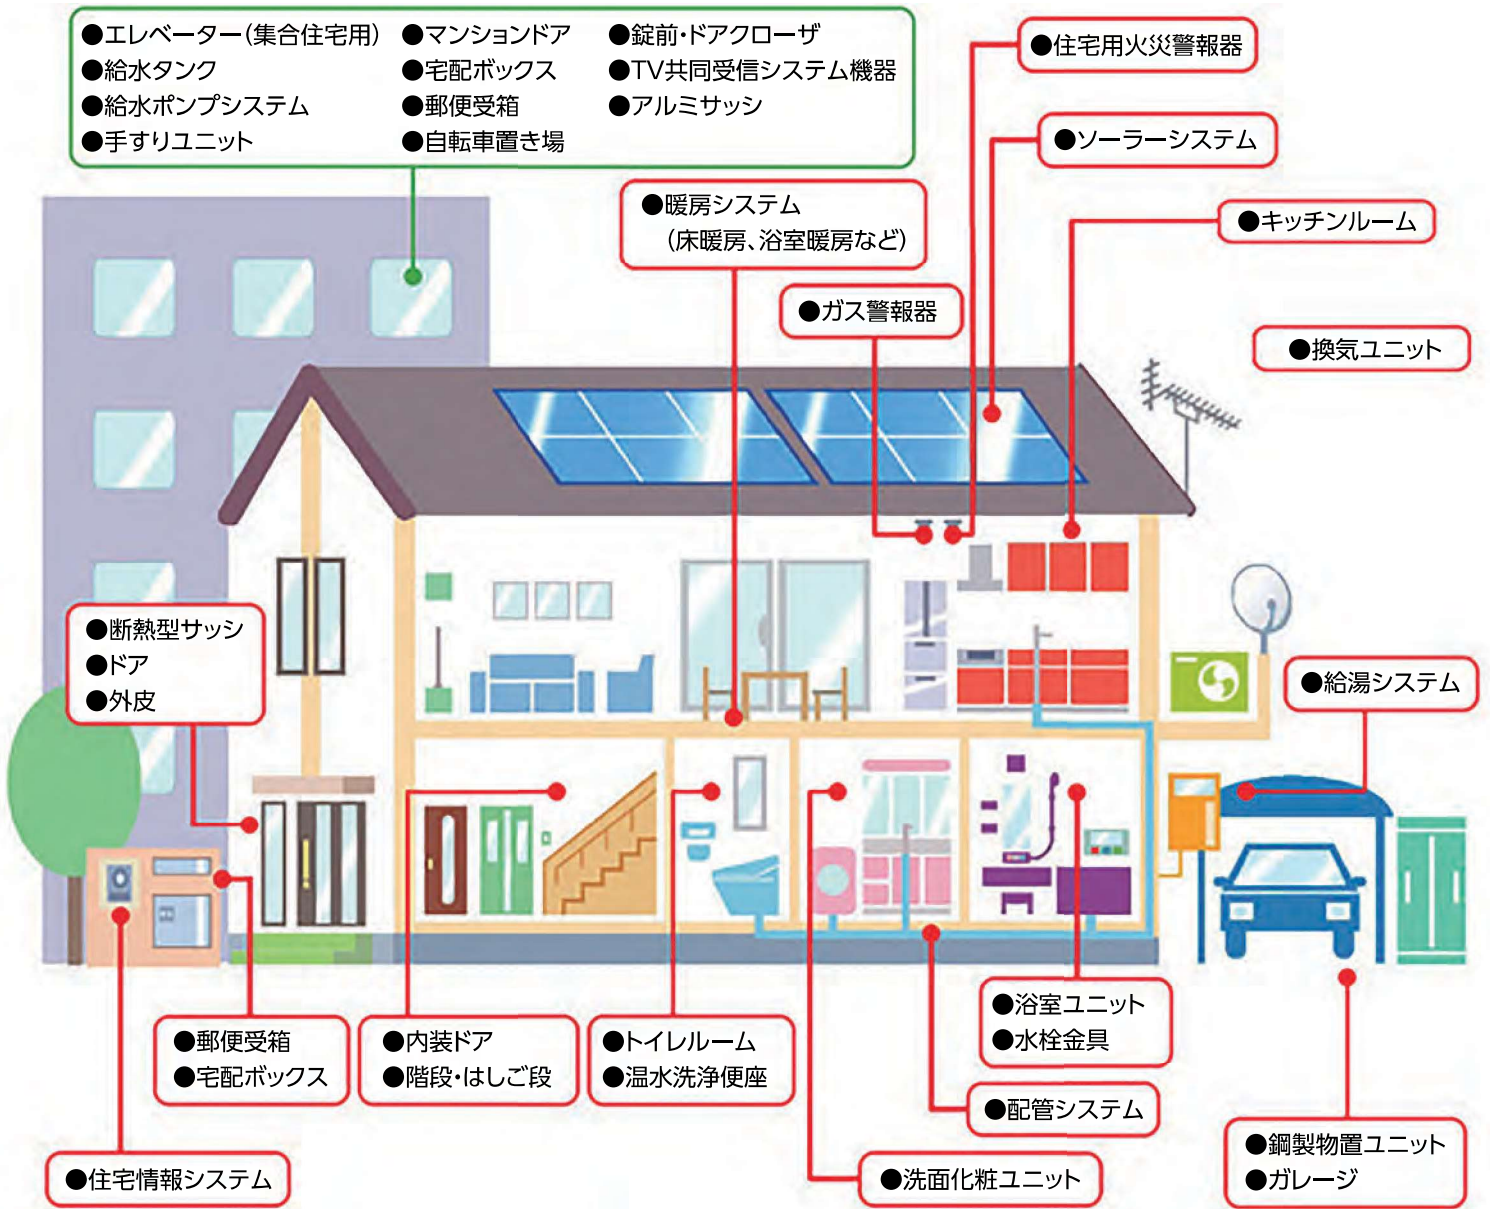 ●エレベーター(集合住宅用)
●給水タンク
●給水ポンプシステム
●手すりユニット
●マンションドア
●宅配ボックス
●郵便受箱
●自転車置き場
●錠前・ドアクローザ
●TV共同受信システム機器
●アルミサッシ
●住宅用火災警報器
●ソーラーシステム
●暖房システム
(床暖房、浴室暖房など)
●キッチンルーム
●ガス警報器
●換気ユニット
●断熱型サッシ
●ドア
●外皮
●給湯システム
●郵便受箱
●宅配ボックス
●内装ドア
●階段・はしご段
●トイレルーム
●温水洗浄便座
●浴室ユニット
●水栓金具
●配管システム
●住宅情報システム
●洗面化粧ユニット
●鋼製物置ユニット
●ガレージ